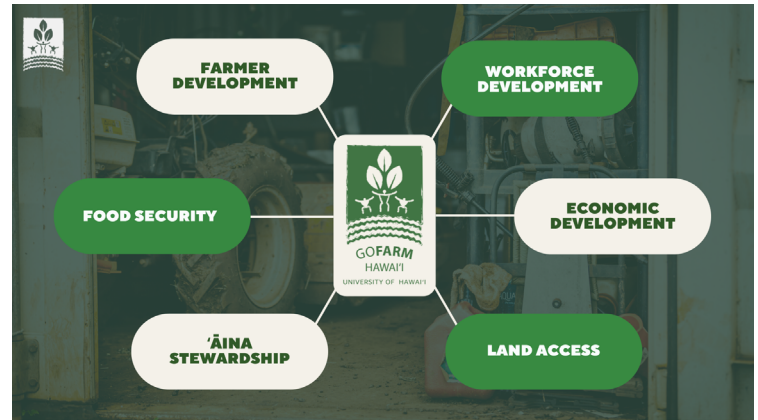 FARMER
DEVELOPMENT
WORKFORCE
DEVELOPMENT
FOOD SECURITY
GOFARM
HAWAI'I
UNIVERSITY OF HAWAI'I
ECONOMIC
DEVELOPMENT
ʻĀINA
STEWARDSHIP
LAND ACCESS